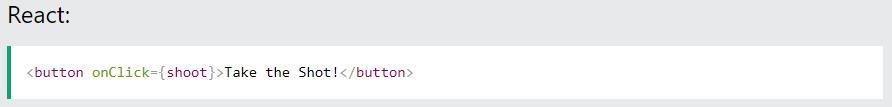 React:
<button onClick={shoot}>Take the Shot!</button>